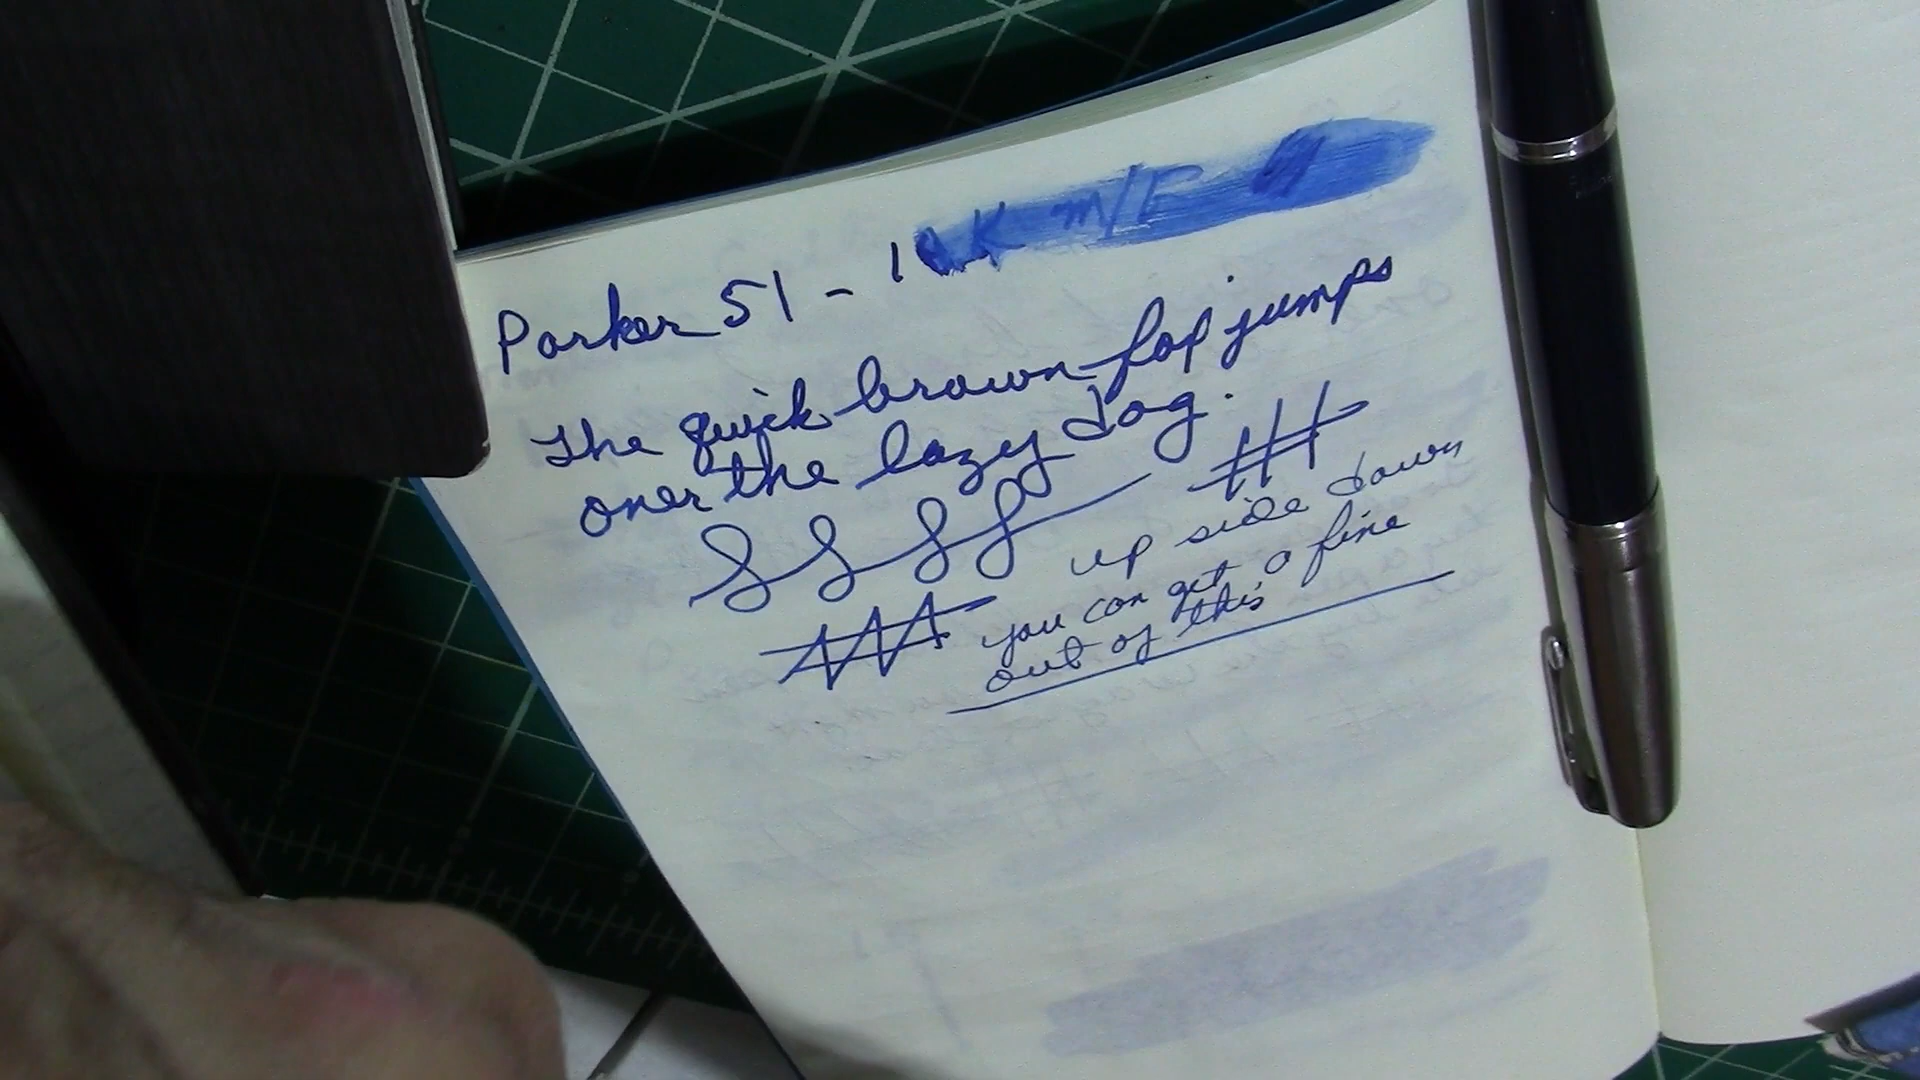 Parker 51 - 10K M/F
The quick brown fox jumps
over the lazy dog.
up side down
you can get a fine
out of this